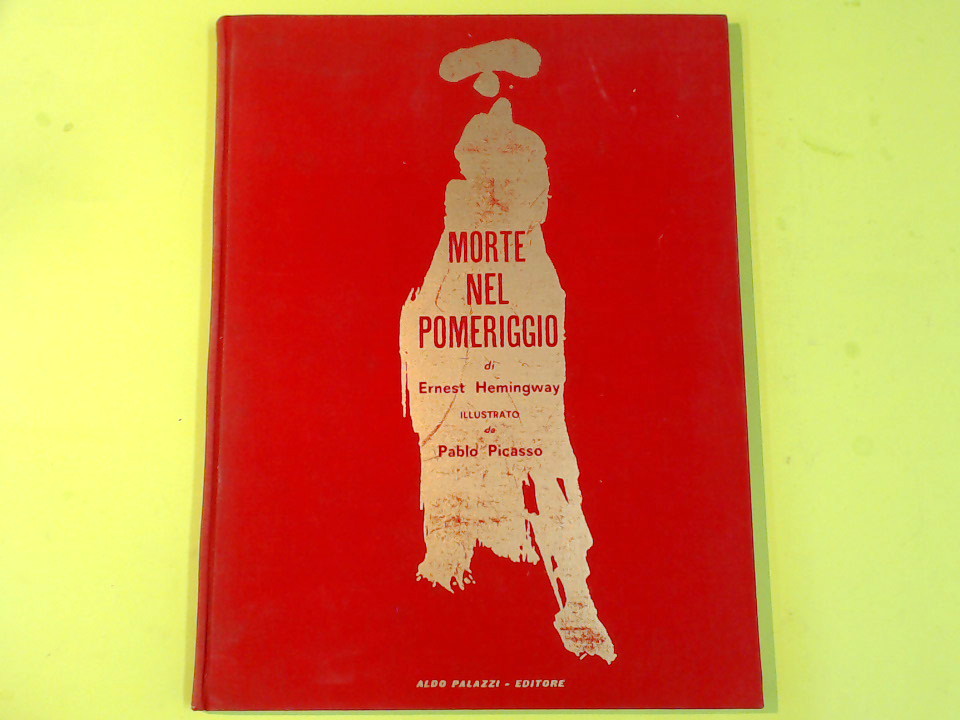 MORTE
NEL
POMERIGGIO
di
Ernest Hemingway
ILLUSTRATO
da
Pablo Picasso
ALDO PALAZZI - EDITORE